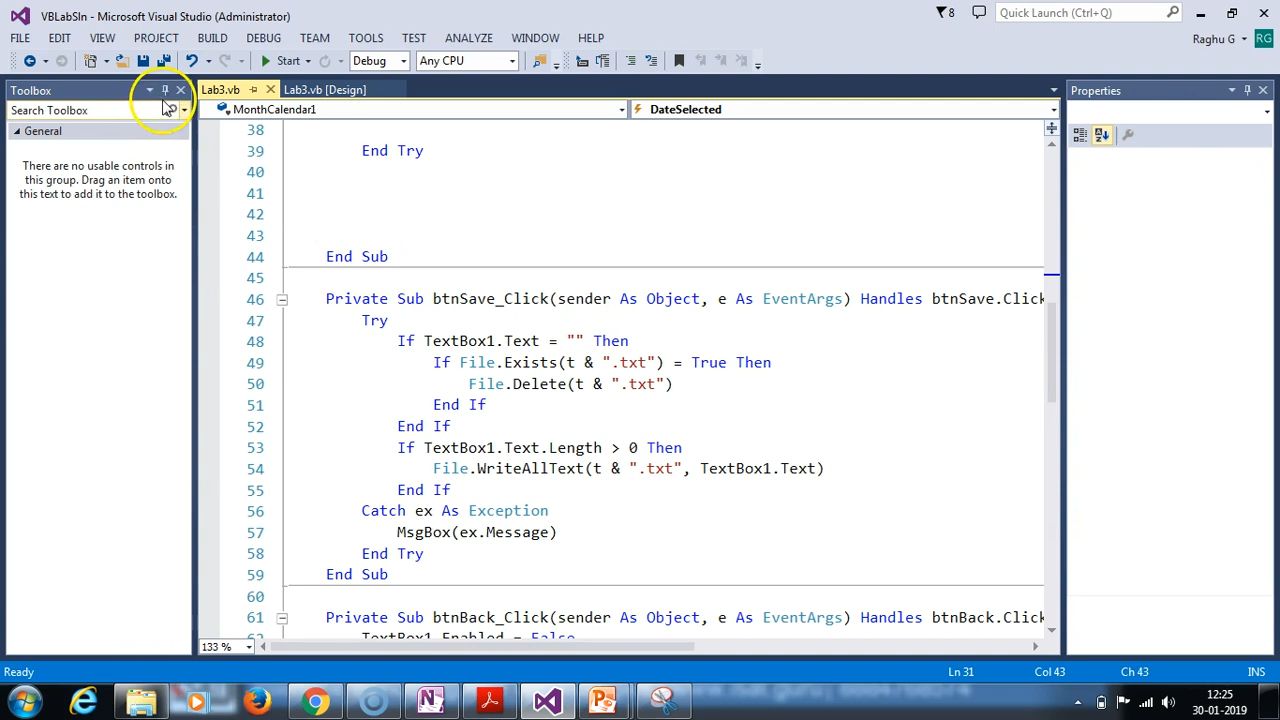 VBLabSln - Microsoft Visual Studio (Administrator)
8
Quick Launch (Ctrl+Q)
FILE EDIT VIEW PROJECT BUILD DEBUG TEAM TOOLS TEST ANALYZE WINDOW HELP
Raghu G
RG
Start
Debug
Any CPU
Toolbox
Search Toolbox
General
There are no usable controls in
this group. Drag an item onto
this text to add it to the toolbox.
Lab3.vb
Lab3.vb [Design]
MonthCalendar1
DateSelected
38
39 End Try
40
41
42
43
44 End Sub
45
46 Private Sub btnSave_Click(sender As Object, e As EventArgs) Handles btnSave.Click
47 Try
48 If TextBox1.Text = "" Then
49 If File.Exists(t & ".txt") = True Then
50 File.Delete(t & ".txt")
51 End If
52 End If
53 If TextBox1.Text.Length > 0 Then
54 File.WriteAllText(t & ".txt", TextBox1.Text)
55 End If
56 Catch ex As Exception
57 MsgBox(ex.Message)
58 End Try
59 End Sub
60
61 Private Sub btnBack_Click(sender As Object, e As EventArgs) Handles btnBack.Click
62 TextBox1.Enabled = False
133 %
Properties
Ready
Ln 31
Col 43
Ch 43
INS
12:25
30-01-2019